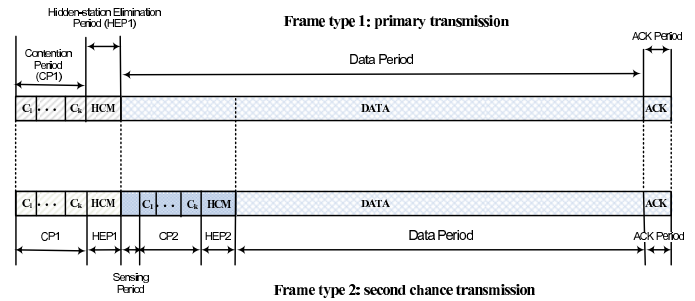 Hidden-station Elimination
Period (HEP1)
Frame type 1: primary transmission
ACK Period
Contention
Period
(CP1)
Data Period
C1 ... Ck HCM DATA ACK
C1 ... Ck HCM C1 ... Ck HCM DATA ACK
CP1 HEP1 CP2 HEP2 Data Period ACK Period
Sensing
Period
Frame type 2: second chance transmission